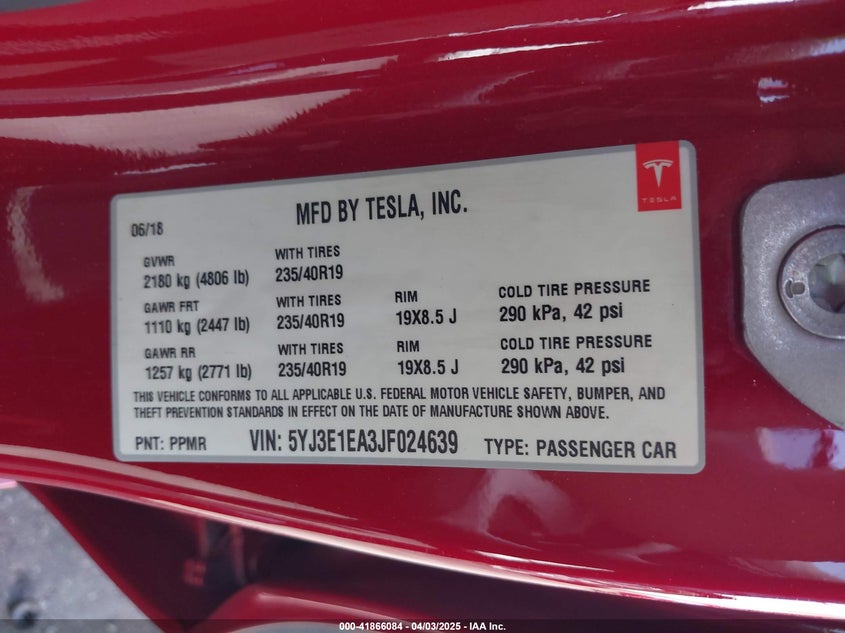 MFD BY TESLA, INC.
TESLA
06/18
GVWR
2180 kg (4806 lb)
WITH TIRES
235/40R19
GAWR FRT
1110 kg (2447 lb)
WITH TIRES
235/40R19
RIM
19X8.5 J
COLD TIRE PRESSURE
290 kPa, 42 psi
GAWR RR
1257 kg (2771 lb)
WITH TIRES
235/40R19
RIM
19X8.5 J
COLD TIRE PRESSURE
290 kPa, 42 psi
THIS VEHICLE CONFORMS TO ALL APPLICABLE U.S. FEDERAL MOTOR VEHICLE SAFETY, BUMPER, AND
THEFT PREVENTION STANDARDS IN EFFECT ON THE DATE OF MANUFACTURE SHOWN ABOVE.
PNT: PPMR VIN: 5YJ3E1EA3JF024639 TYPE: PASSENGER CAR
000-41866084 - 04/03/2025 - IAA Inc.